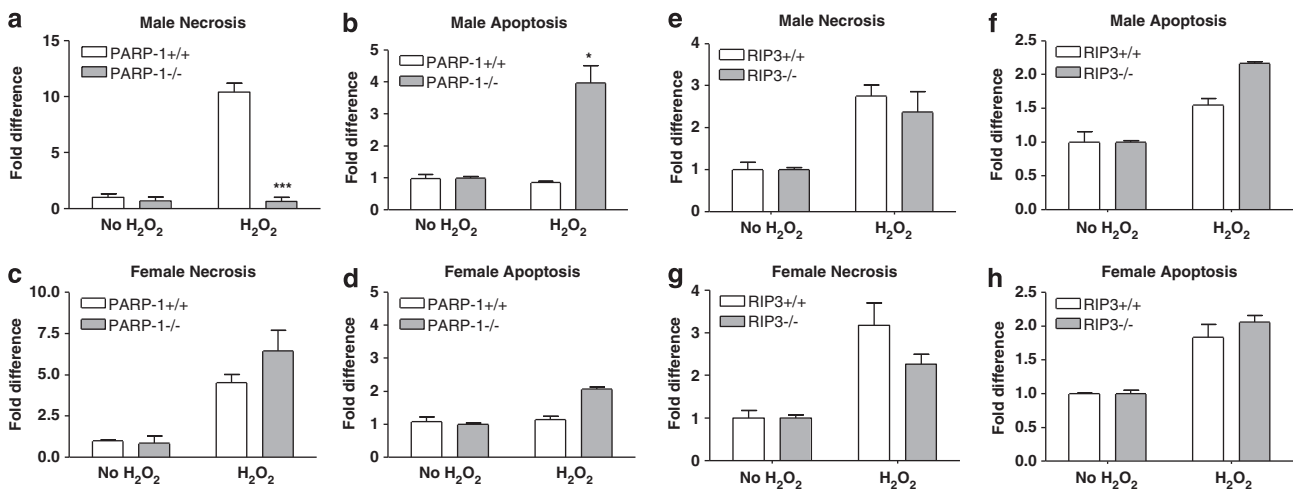 a
Male Necrosis
Fold difference
15
10
5
0
PARP-1+/+
PARP-1-/-
***
No H₂O₂
H₂O₂
b
Male Apoptosis
Fold difference
5
4
3
2
1
0
PARP-1+/+
PARP-1-/-
*
No H₂O₂
H₂O₂
e
Male Necrosis
Fold difference
4
3
2
1
0
RIP3+/+
RIP3-/-
No H₂O₂
H₂O₂
f
Male Apoptosis
Fold difference
2.5
2.0
1.5
1.0
0.5
0.0
RIP3+/+
RIP3-/-
No H₂O₂
H₂O₂
c
Female Necrosis
Fold difference
10.0
7.5
5.0
2.5
0.0
PARP-1+/+
PARP-1-/-
No H₂O₂
H₂O₂
d
Female Apoptosis
Fold difference
5
4
3
2
1
0
PARP-1+/+
PARP-1-/-
No H₂O₂
H₂O₂
g
Female Necrosis
Fold difference
4
3
2
1
0
RIP3+/+
RIP3-/-
No H₂O₂
H₂O₂
h
Female Apoptosis
Fold difference
2.5
2.0
1.5
1.0
0.5
0.0
RIP3+/+
RIP3-/-
No H₂O₂
H₂O₂